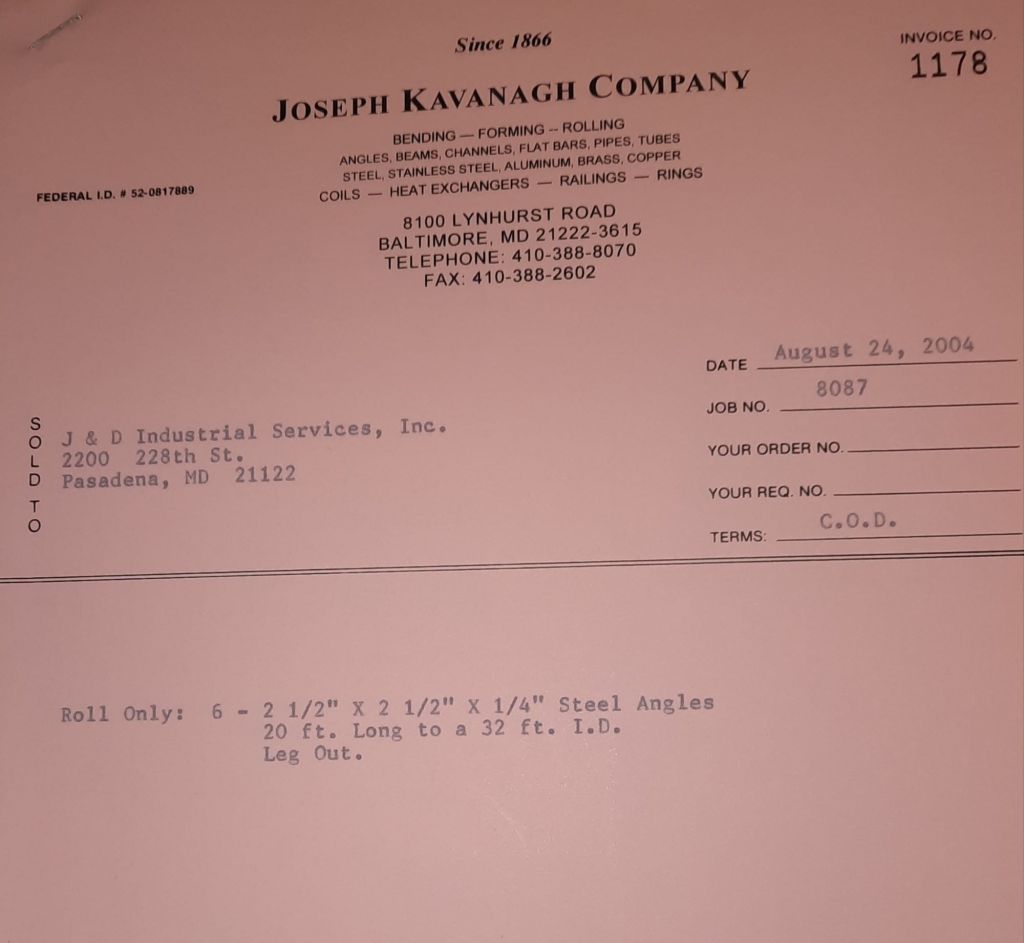 Since 1866
INVOICE NO.
1178
JOSEPH KAVANAGH COMPANY
BENDING — FORMING -- ROLLING
ANGLES, BEAMS, CHANNELS, FLAT BARS, PIPES, TUBES
STEEL, STAINLESS STEEL, ALUMINUM, BRASS, COPPER
COILS — HEAT EXCHANGERS — RAILINGS — RINGS
FEDERAL I.D. # 52-0817889
8100 LYNHURST ROAD
BALTIMORE, MD 21222-3615
TELEPHONE: 410-388-8070
FAX: 410-388-2602
DATE August 24, 2004
JOB NO. 8087
YOUR ORDER NO.
YOUR REQ. NO.
TERMS: C.O.D.
SOLD TO
J & D Industrial Services, Inc.
2200 228th St.
Pasadena, MD 21122
Roll Only: 6 - 2 1/2" X 2 1/2" X 1/4" Steel Angles
20 ft. Long to a 32 ft. I.D.
Leg Out.